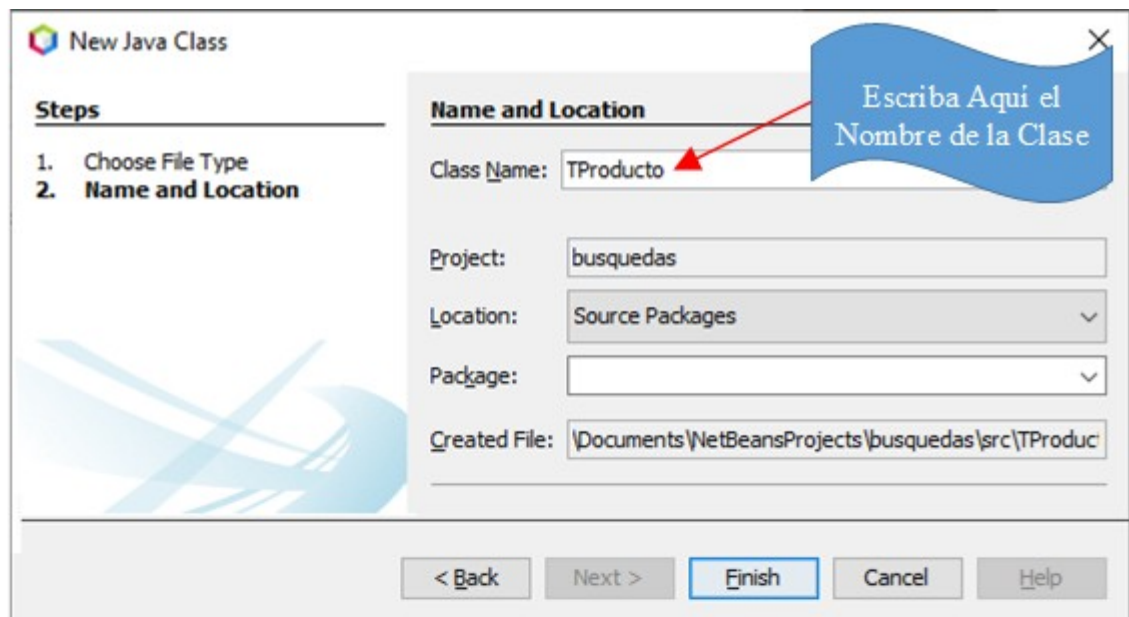 New Java Class
Steps
1. Choose File Type
2. Name and Location
Name and Location
Class Name: TProducto
Escriba Aquí el
Nombre de la Clase
Project: busquedas
Location: Source Packages
Package:
Created File: \Documents\NetBeansProjects\busquedas\src\TProduct
< Back
Next >
Finish
Cancel
Help